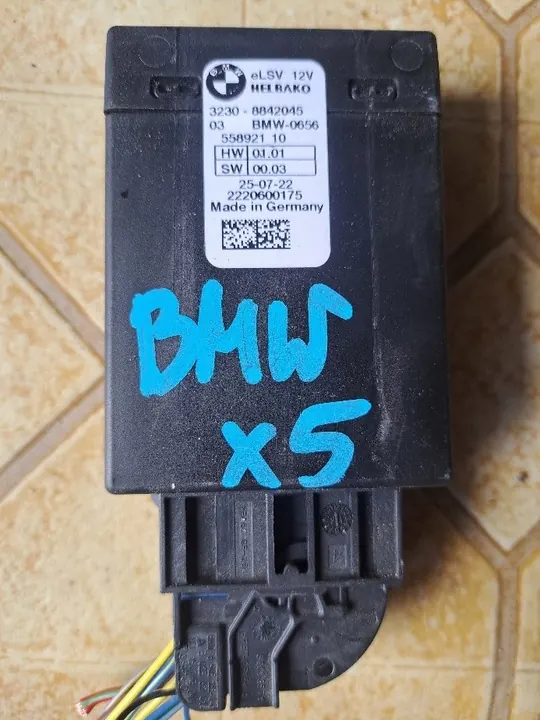 BMW
eLSV 12V
HELBAKO
3230 - 8842045
03 BMW-0656
558921 10
HW 01.01
SW 00.03
25-07-22
2220600175
Made in Germany
BMW
X5